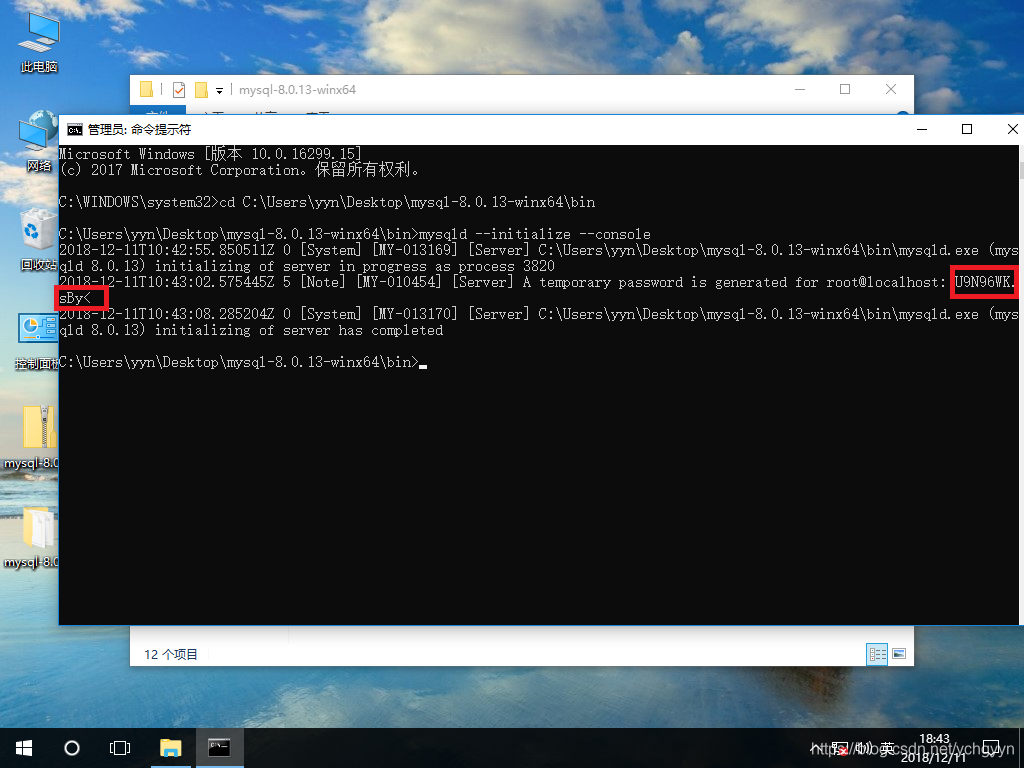 此电脑
mysql-8.0.13-winx64
网络
管理员: 命令提示符
Microsoft Windows [版本 10.0.16299.15]
(c) 2017 Microsoft Corporation。保留所有权利。
C:\WINDOWS\system32>cd C:\Users\yyn\Desktop\mysql-8.0.13-winx64\bin
C:\Users\yyn\Desktop\mysql-8.0.13-winx64\bin>mysqld --initialize --console
2018-12-11T10:42:55.850511Z 0 [System] [MY-013169] [Server] C:\Users\yyn\Desktop\mysql-8.0.13-winx64\bin\mysqld.exe (mys
qld 8.0.13) initializing of server in progress as process 3820
2018-12-11T10:43:02.575445Z 5 [Note] [MY-010454] [Server] A temporary password is generated for root@localhost: U9N96WK.
sBy<
2018-12-11T10:43:08.285204Z 0 [System] [MY-013170] [Server] C:\Users\yyn\Desktop\mysql-8.0.13-winx64\bin\mysqld.exe (mys
qld 8.0.13) initializing of server has completed
C:\Users\yyn\Desktop\mysql-8.0.13-winx64\bin>
回收站
控制面板
mysql-8.0
mysql-8.0
12 个项目
英
18:43
2018/12/11
https://blog.csdn.net/ychgyyn